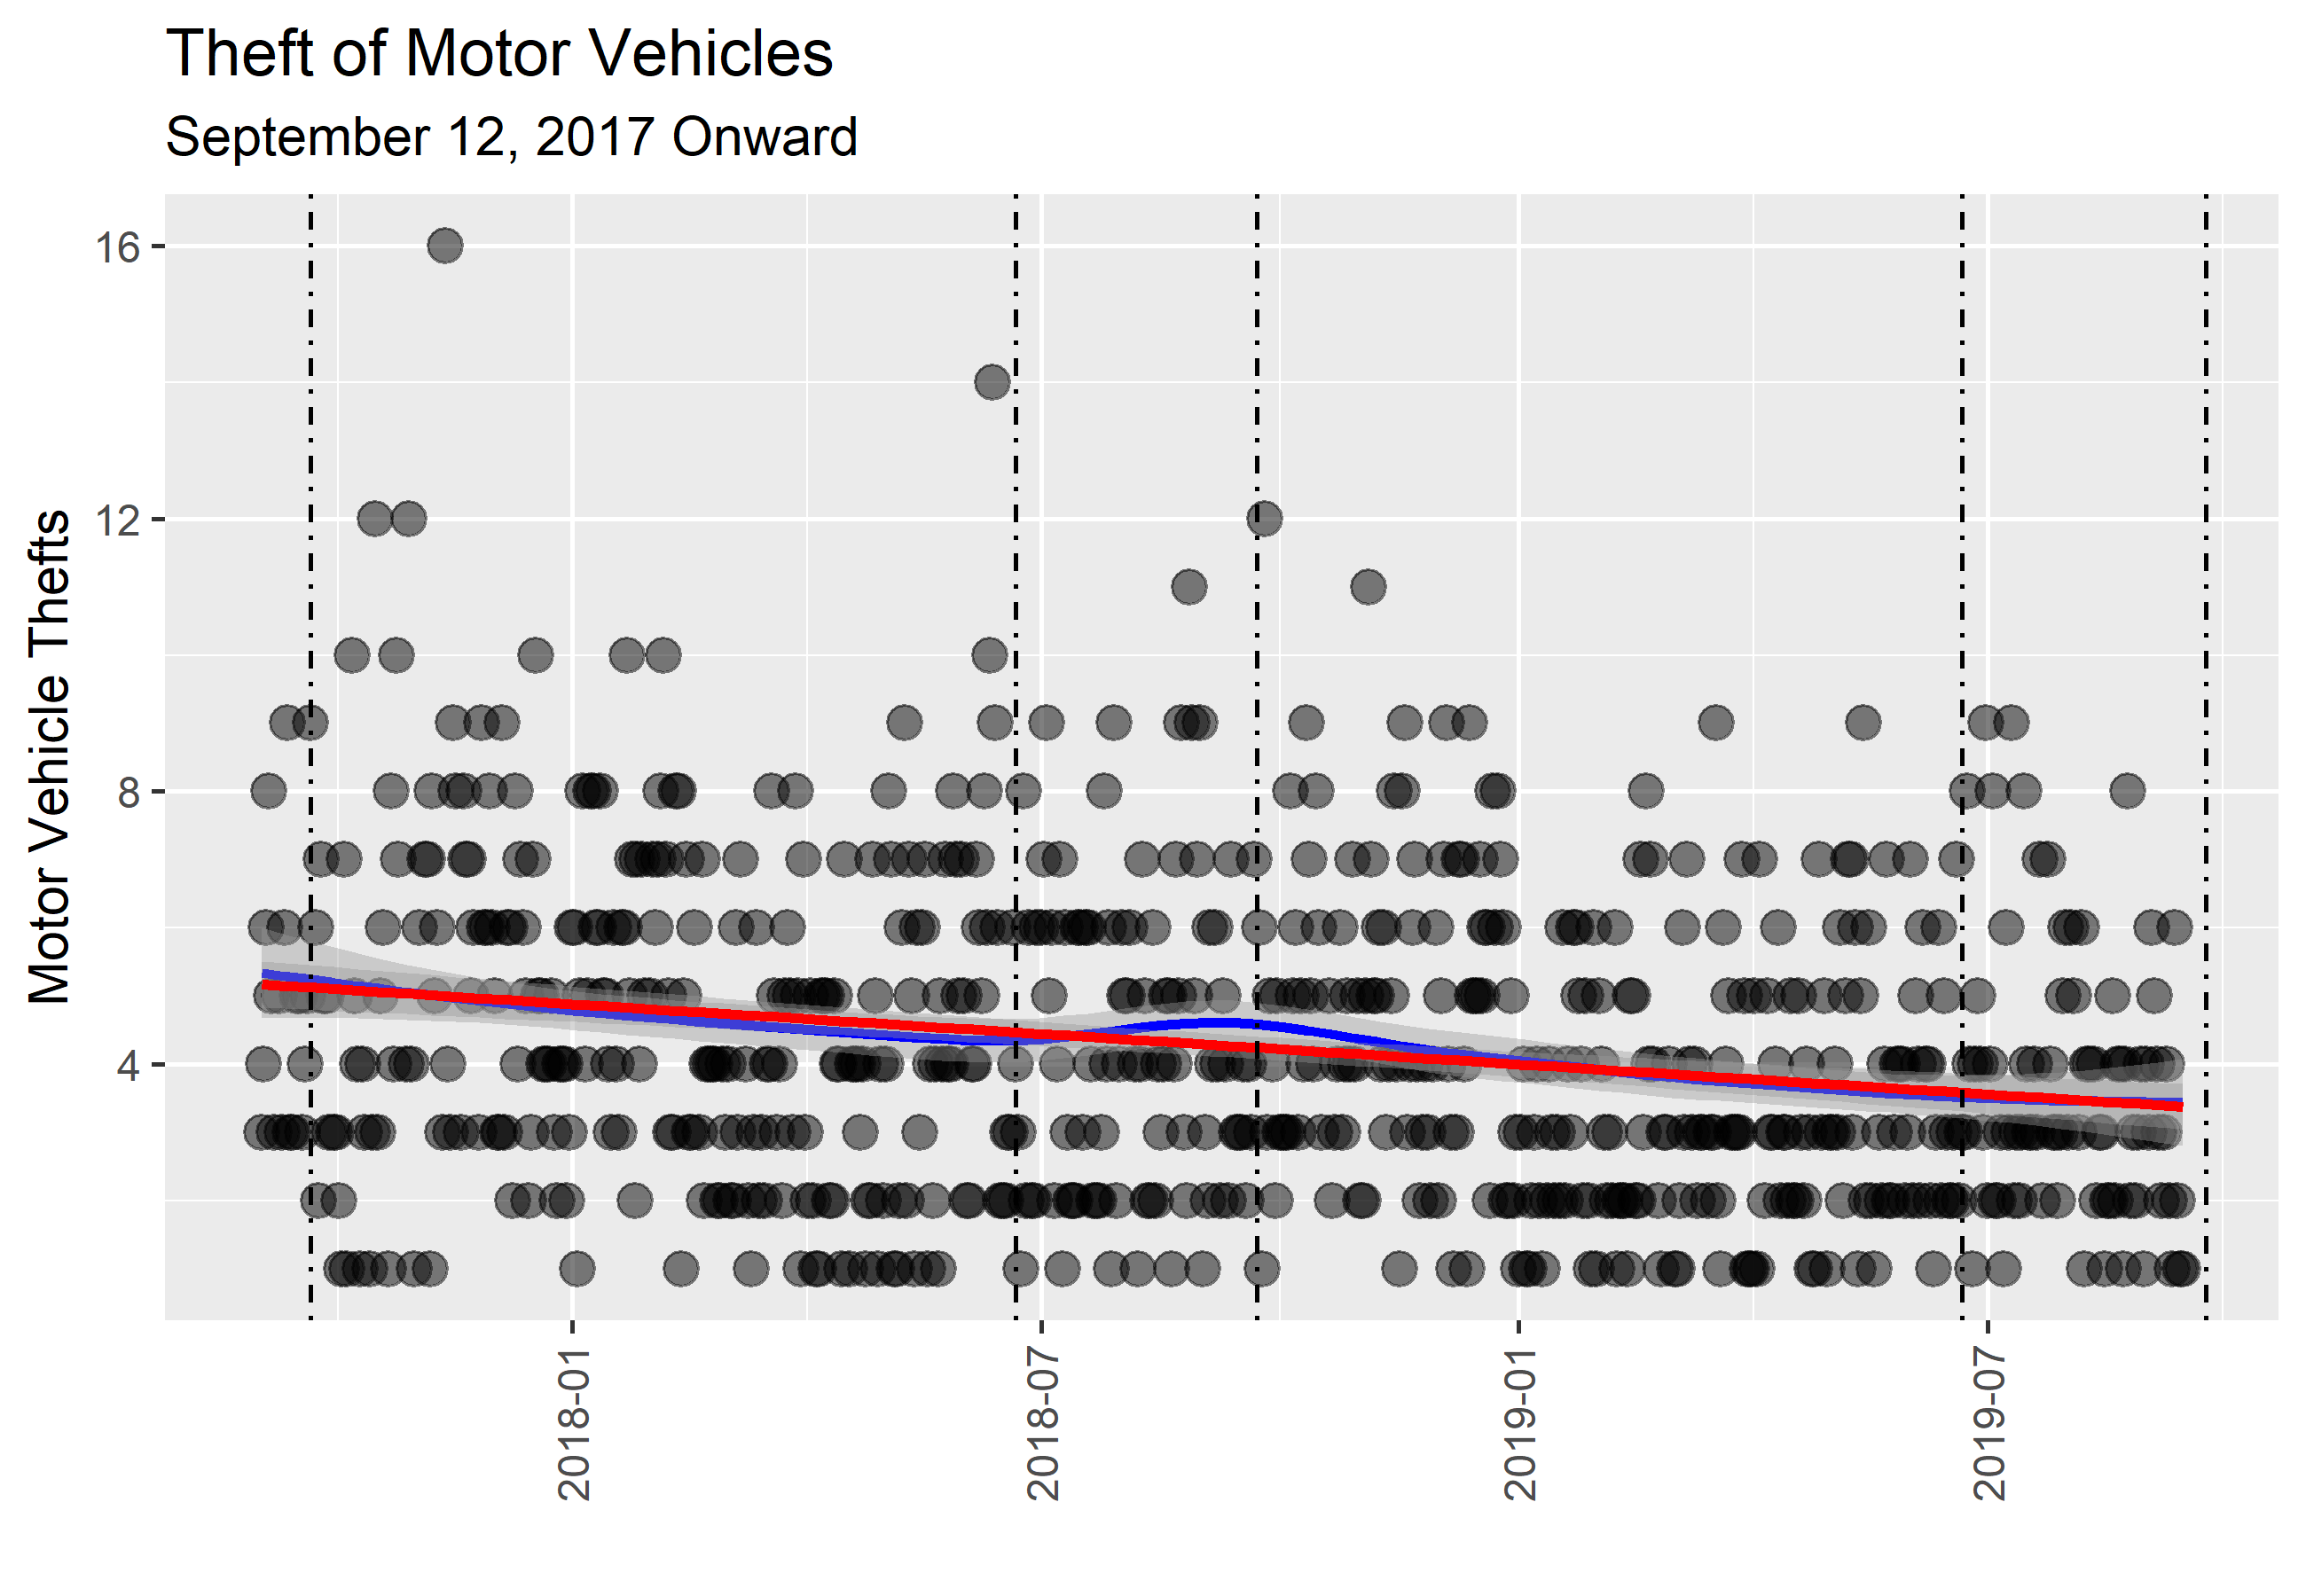 Theft of Motor Vehicles
September 12, 2017 Onward
Motor Vehicle Thefts
16
12
8
4
2018-01
2018-07
2019-01
2019-07